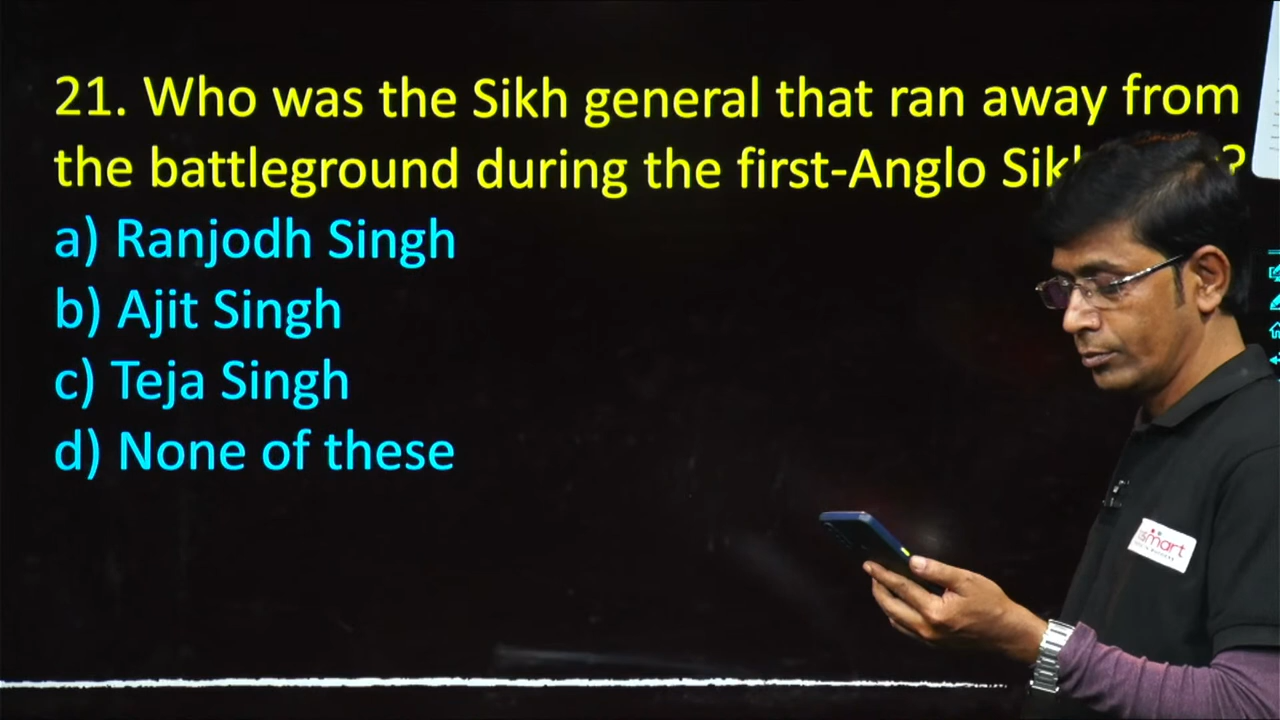 21. Who was the Sikh general that ran away from
the battleground during the first-Anglo
a) Ranjodh Singh
b) Ajit Singh
c) Teja Singh
d) None of these
smart